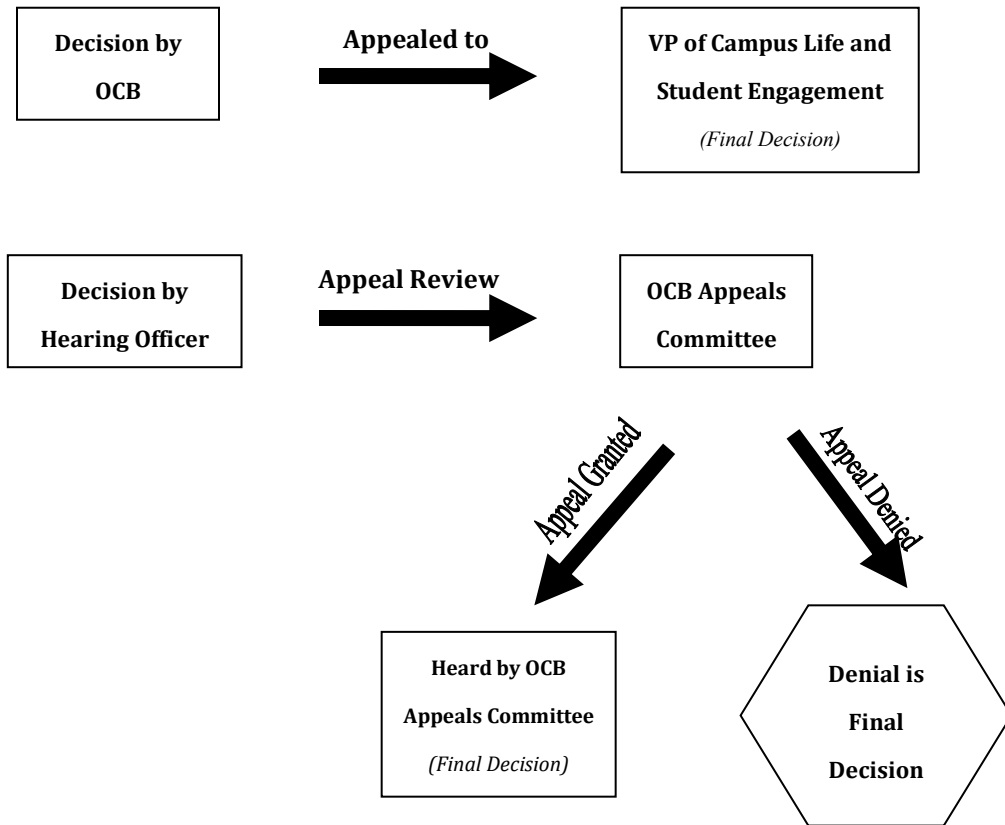 Decision by
OCB
Appealed to
VP of Campus Life and
Student Engagement
(Final Decision)
Decision by
Hearing Officer
Appeal Review
OCB Appeals
Committee
Appeal Granted
Appeal Denied
Heard by OCB
Appeals Committee
(Final Decision)
Denial is
Final
Decision